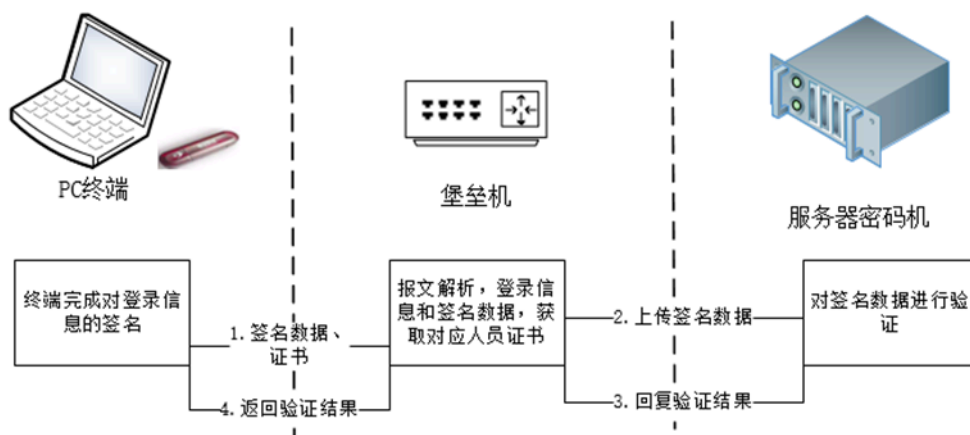 PC终端
堡垒机
服务器密码机
终端完成对登录信
息的签名
报文解析，登录信
息和签名数据，获
取对应人员证书
对签名数据进行验
证
1. 签名数据、
证书
2. 上传签名数据
3. 回复验证结果
4. 返回验证结果